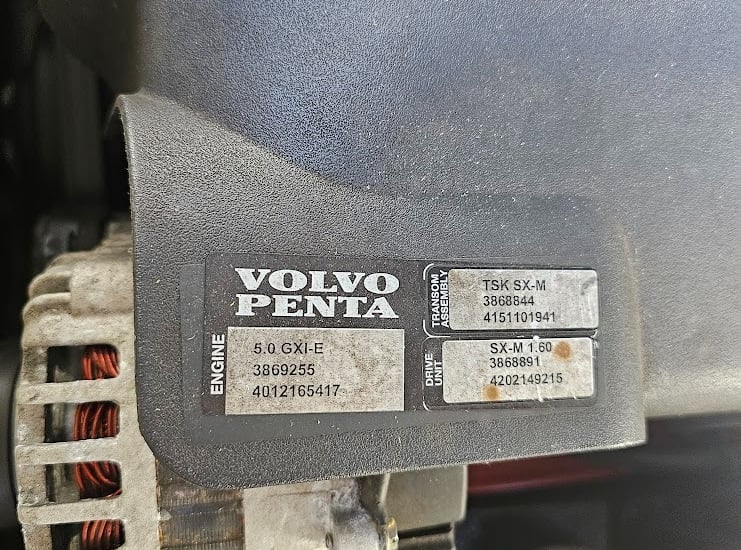 VOLVO
PENTA
ENGINE
5.0 GXI-E
3869255
4012165417
TRANSOM
ASSEMBLY
TSK SX-M
3868844
4151101941
DRIVE
UNIT
SX-M 1.60
3868891
4202149215